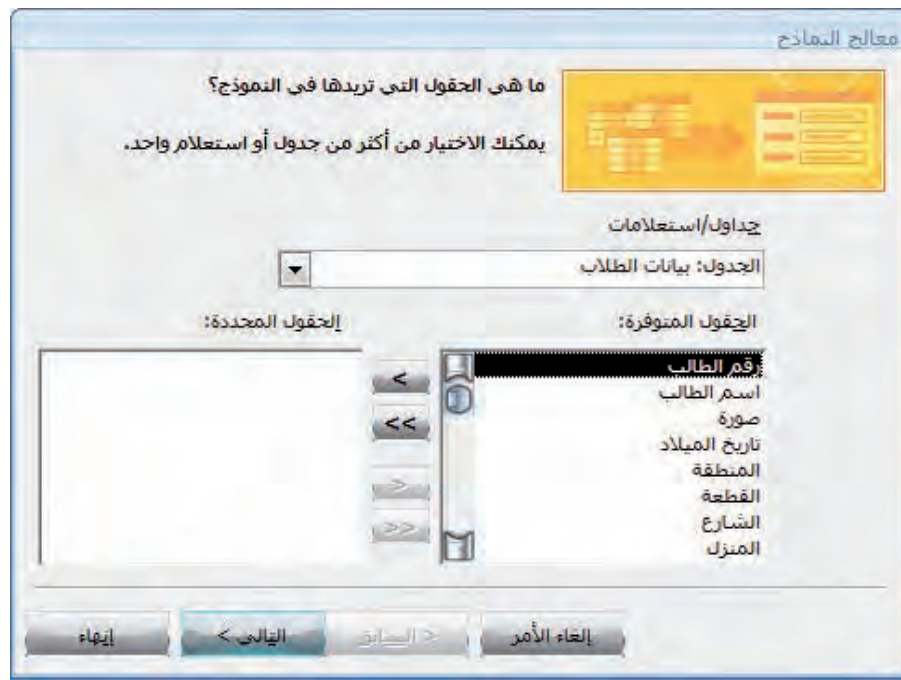 معالج النماذج
ما هي الحقول التي تريدها في النموذج؟
يمكنك الاختيار من أكثر من جدول أو استعلام واحد.
جداول/استعلامات
الجدول: بيانات الطلاب
الحقول المتوفرة:
الحقول المحددة:
رقم الطالب
اسم الطالب
صورة
تاريخ الميلاد
المنطقة
القطعة
الشارع
المنزل
<
<<
>
>>
إلغاء الأمر
< السابق
التالي >
إنهاء